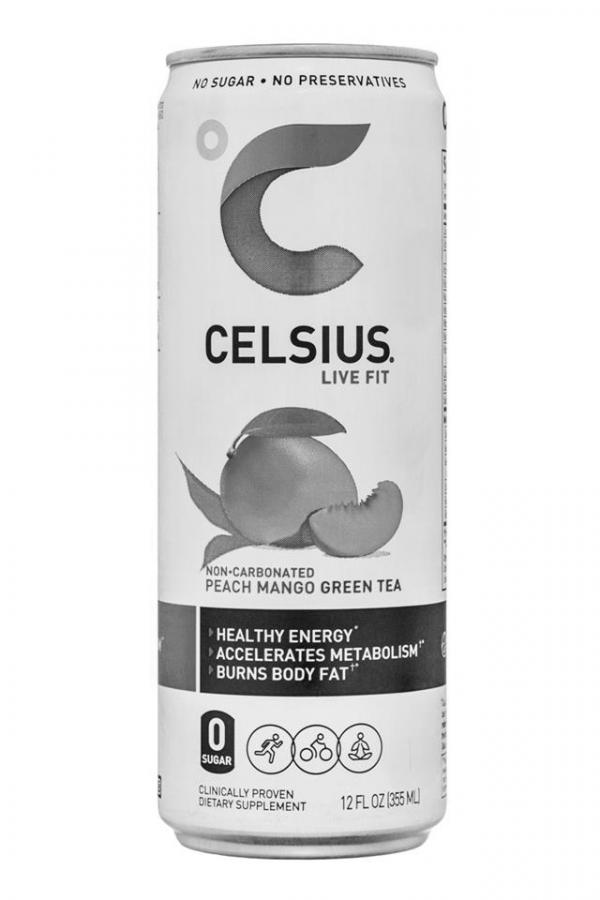 NO SUGAR • NO PRESERVATIVES
CELSIUS.
LIVE FIT
NON•CARBONATED
PEACH MANGO GREEN TEA
HEALTHY ENERGY*
ACCELERATES METABOLISM†*
BURNS BODY FAT†*
0
SUGAR
CLINICALLY PROVEN
DIETARY SUPPLEMENT
12 FL OZ (355 ML)